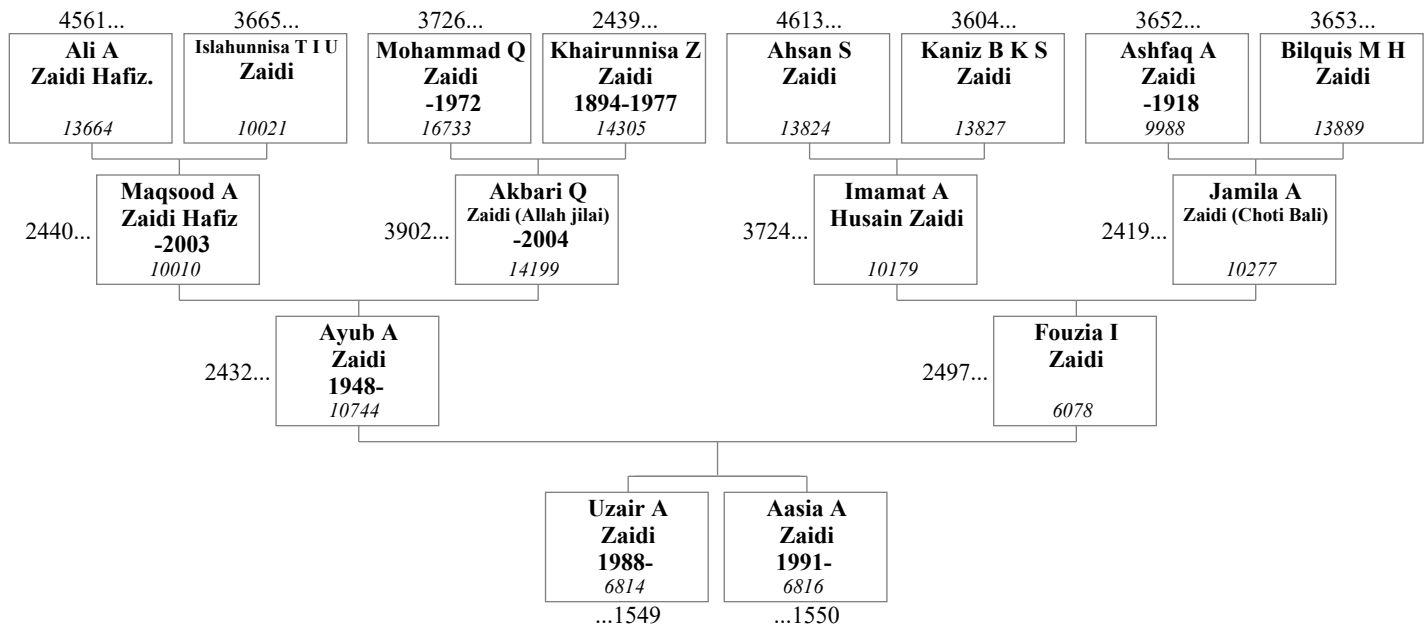 4561...
Ali A
Zaidi Hafiz.
13664
3665...
Islahunnisa T I U
Zaidi
10021
3726...
Mohammad Q
Zaidi
-1972
16733
2439...
Khairunnisa Z
Zaidi
1894-1977
14305
4613...
Ahsan S
Zaidi
13824
3604...
Kaniz B K S
Zaidi
13827
3652...
Ashfaq A
Zaidi
-1918
9988
3653...
Bilquis M H
Zaidi
13889
2440...
Maqsood A
Zaidi Hafiz
-2003
10010
3902...
Akbari Q
Zaidi (Allah jilai)
-2004
14199
3724...
Imamat A
Husain Zaidi
10179
2419...
Jamila A
Zaidi (Choti Bali)
10277
2432...
Ayub A
Zaidi
1948-
10744
2497...
Fouzia I
Zaidi
6078
Uzair A
Zaidi
1988-
6814
...1549
Aasia A
Zaidi
1991-
6816
...1550